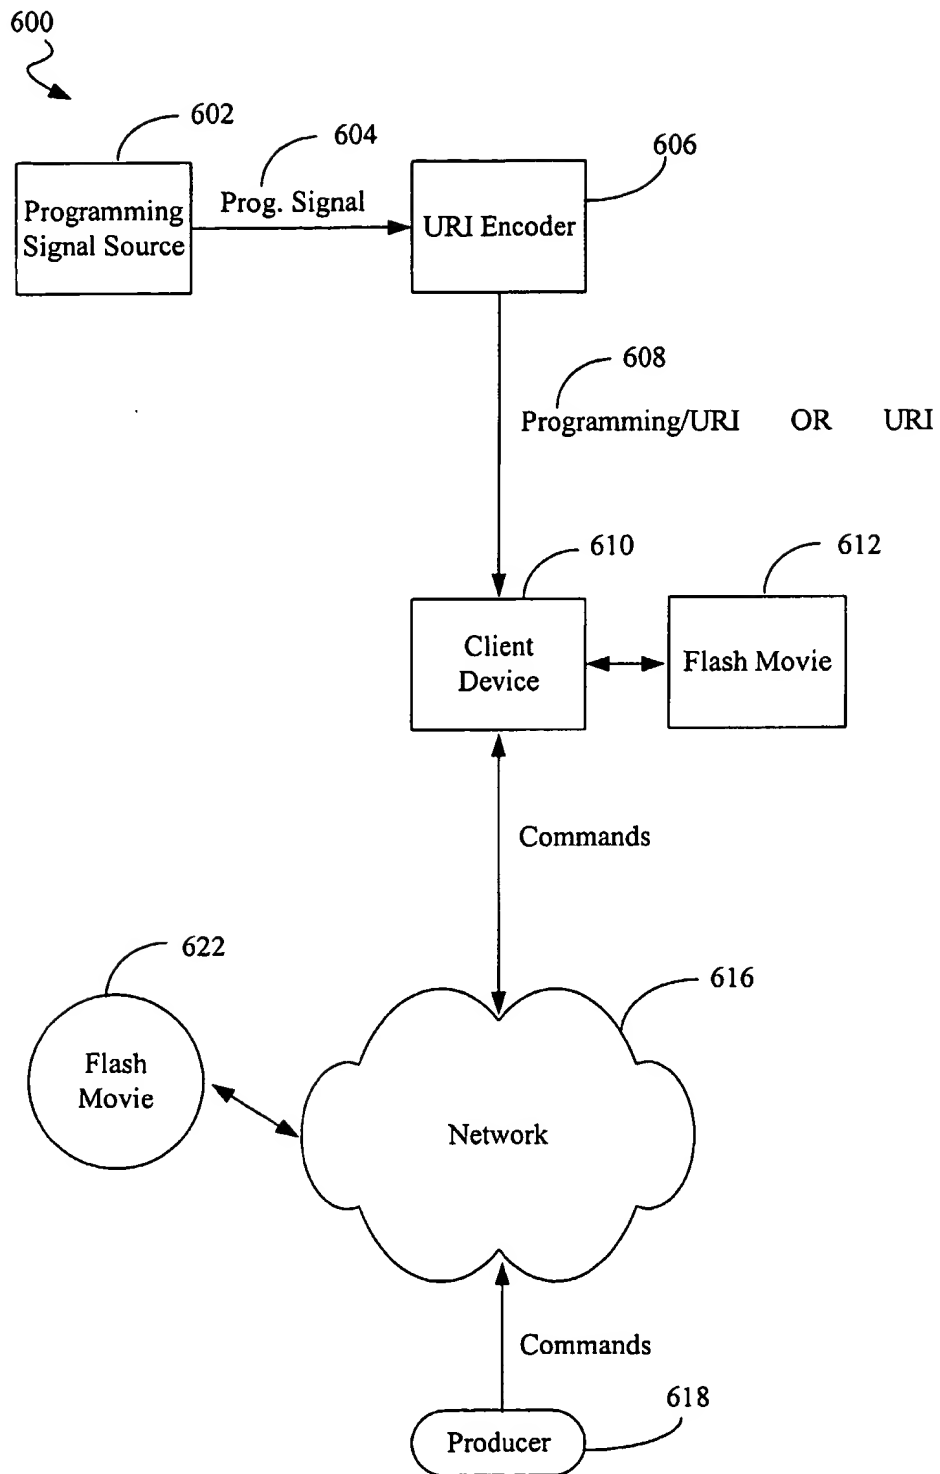 600
602
604
606
Programming
Signal Source
Prog. Signal
URI Encoder
608
Programming/URI OR URI
610
612
Client
Device
Flash Movie
Commands
622
616
Flash
Movie
Network
Commands
618
Producer